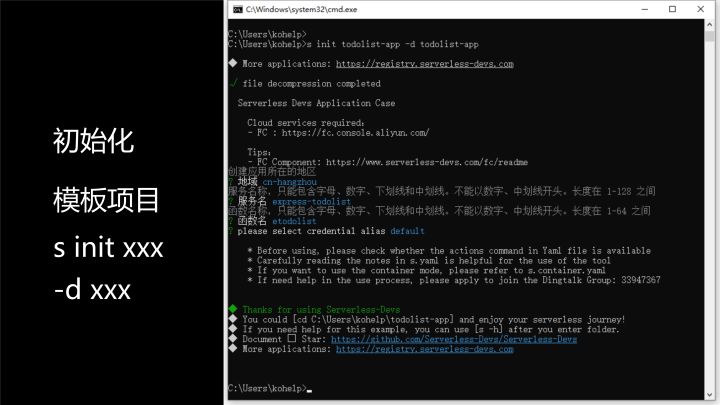 初始化
模板项目
s init xxx
-d xxx
C:\Windows\system32\cmd.exe
C:\Users\kohelp>
C:\Users\kohelp>s init todolist-app -d todolist-app
◆ More applications: https://registry.serverless-devs.com
√ file decompression completed
Serverless Devs Application Case
Cloud services required:
- FC : https://fc.console.aliyun.com/
Tips:
- FC Component: https://www.serverless-devs.com/fc/readme
创建应用所在的地区
? 地域 cn-hangzhou
服务名称，只能包含字母、数字、下划线和中划线。不能以数字、中划线开头。长度在 1-128 之间
? 服务名 express-todolist
函数名称，只能包含字母、数字、下划线和中划线。不能以数字、中划线开头。长度在 1-64 之间
? 函数名 etodolist
? please select credential alias default
* Before using, please check whether the actions command in Yaml file is available
* Carefully reading the notes in s.yaml is helpful for the use of the tool
* If you want to use the container mode, please refer to s.container.yaml
* If need help in the use process, please apply to join the Dingtalk Group: 33947367
◆ Thanks for using Serverless-Devs
◆ You could [cd C:\Users\kohelp\todolist-app] and enjoy your serverless journey!
◆ If you need help for this example, you can use [s -h] after you enter folder.
◆ Document □ Star: https://github.com/Serverless-Devs/Serverless-Devs
◆ More applications: https://registry.serverless-devs.com
C:\Users\kohelp>